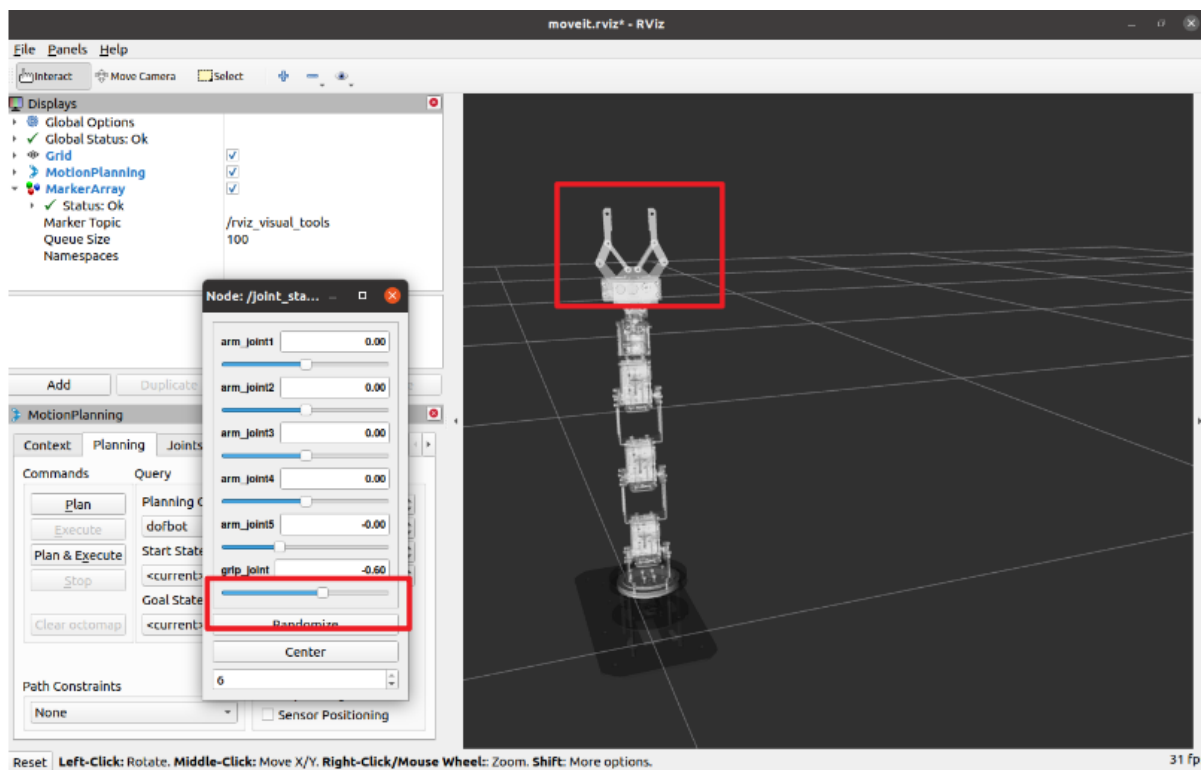 moveit.rviz* - RViz
File Panels Help
Interact Move Camera Select
Displays
Global Options
Global Status: Ok
Grid
MotionPlanning
MarkerArray
Status: Ok
Marker Topic /rviz_visual_tools
Queue Size 100
Namespaces
Add Duplicate
MotionPlanning
Context Planning Joints
Commands Query
Plan Planning
Execute dofbot
Plan & Execute Start State
Stop <current>
Goal State
Clear octomap <current>
Path Constraints
None
Sensor Positioning
Node: /joint_sta...
arm_joint1 0.00
arm_joint2 0.00
arm_joint3 0.00
arm_joint4 0.00
arm_joint5 -0.00
grip_joint -0.60
Randomize
Center
6
Reset Left-Click: Rotate. Middle-Click: Move X/Y. Right-Click/Mouse Wheel:: Zoom. Shift: More options. 31 fp